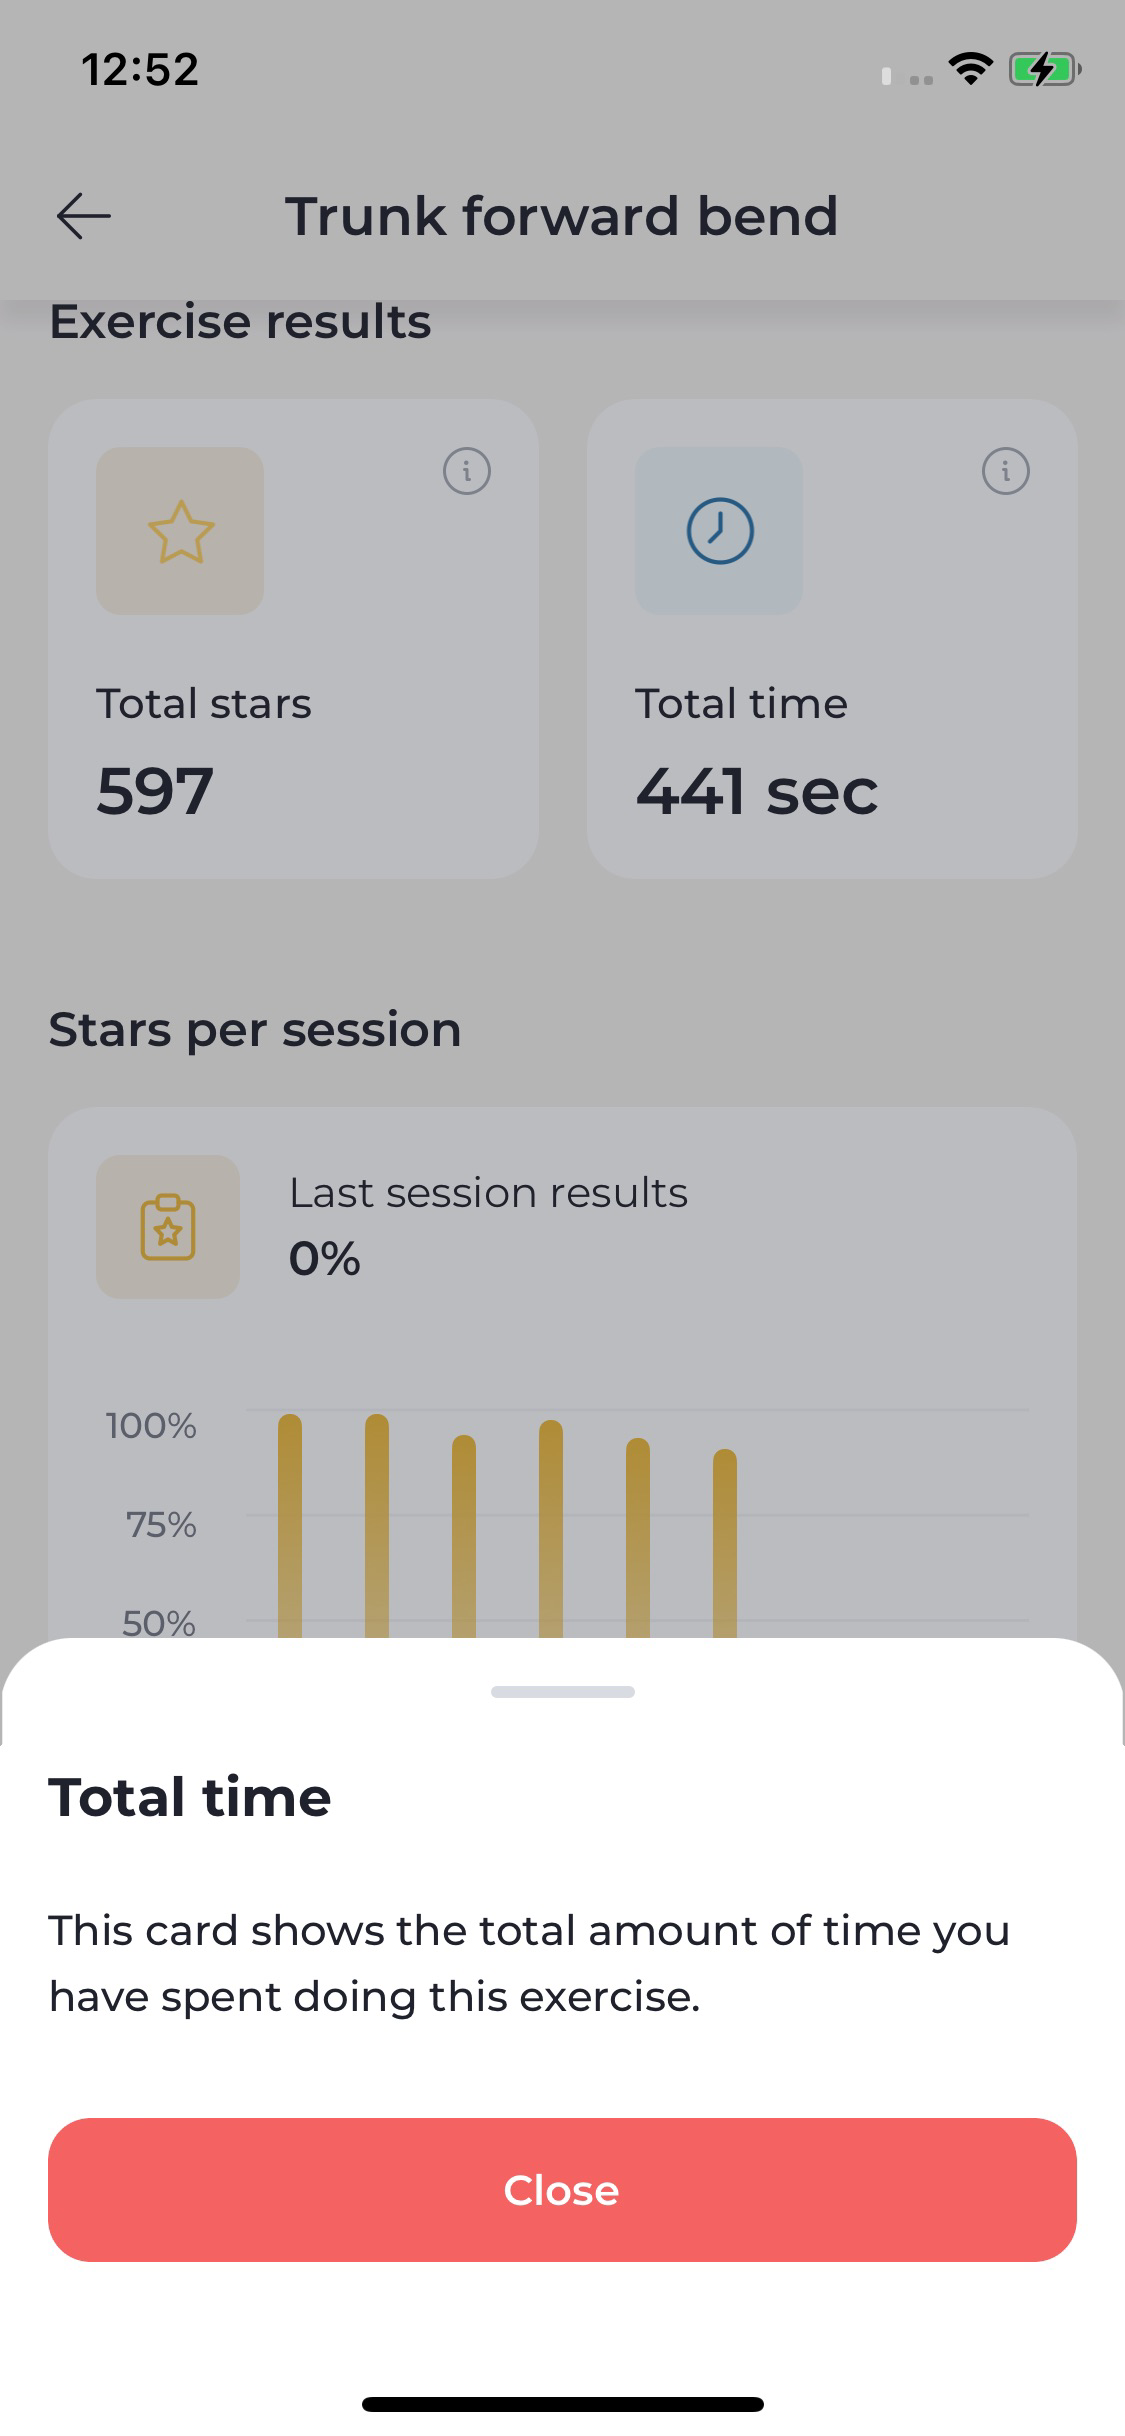 12:52
Trunk forward bend
Exercise results
Total stars
597
Total time
441 sec
Stars per session
Last session results
0%
100%
75%
50%
Total time
This card shows the total amount of time you
have spent doing this exercise.
Close